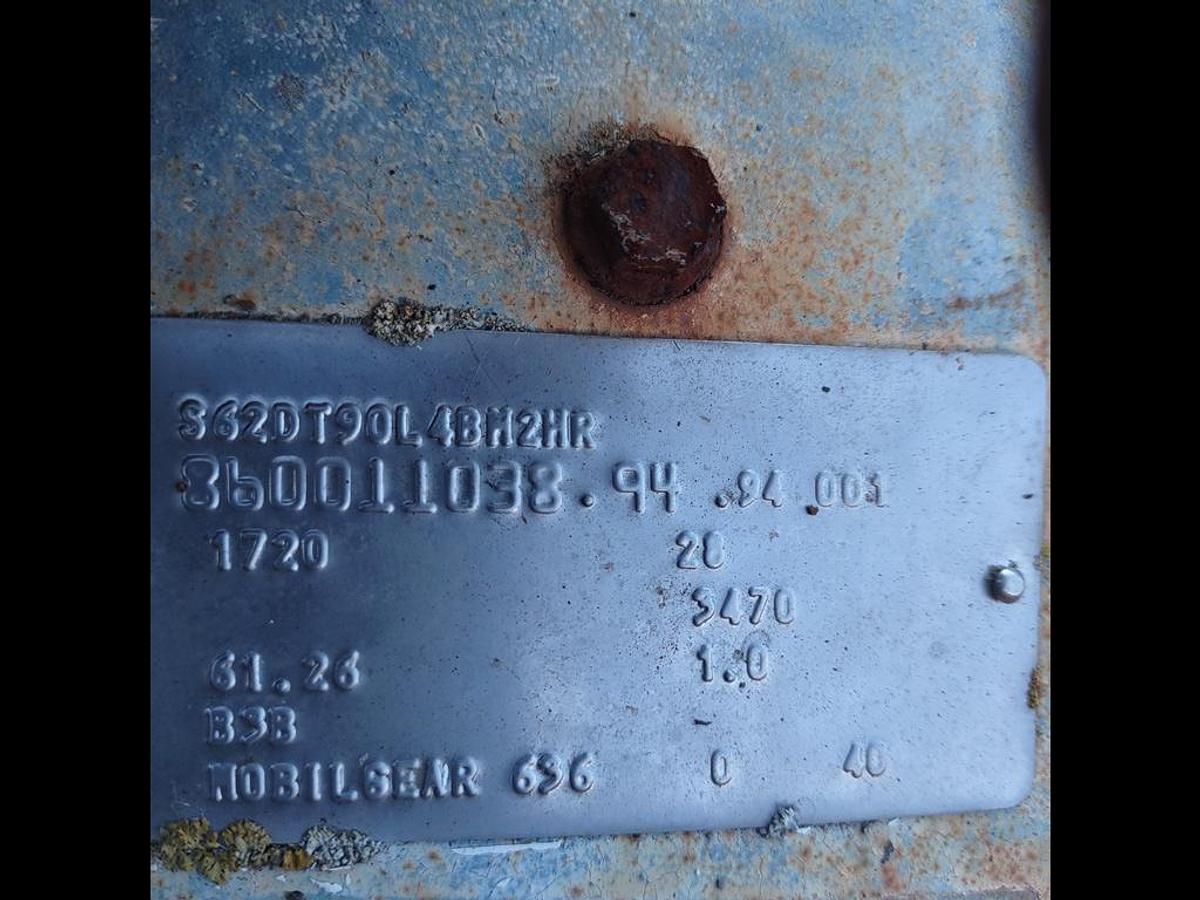 S62DT90L4BM2HR
860011038.94 .94 001
1720 28
3470
61.26 1.0
B3B
MOBILGEAR 636 0 40